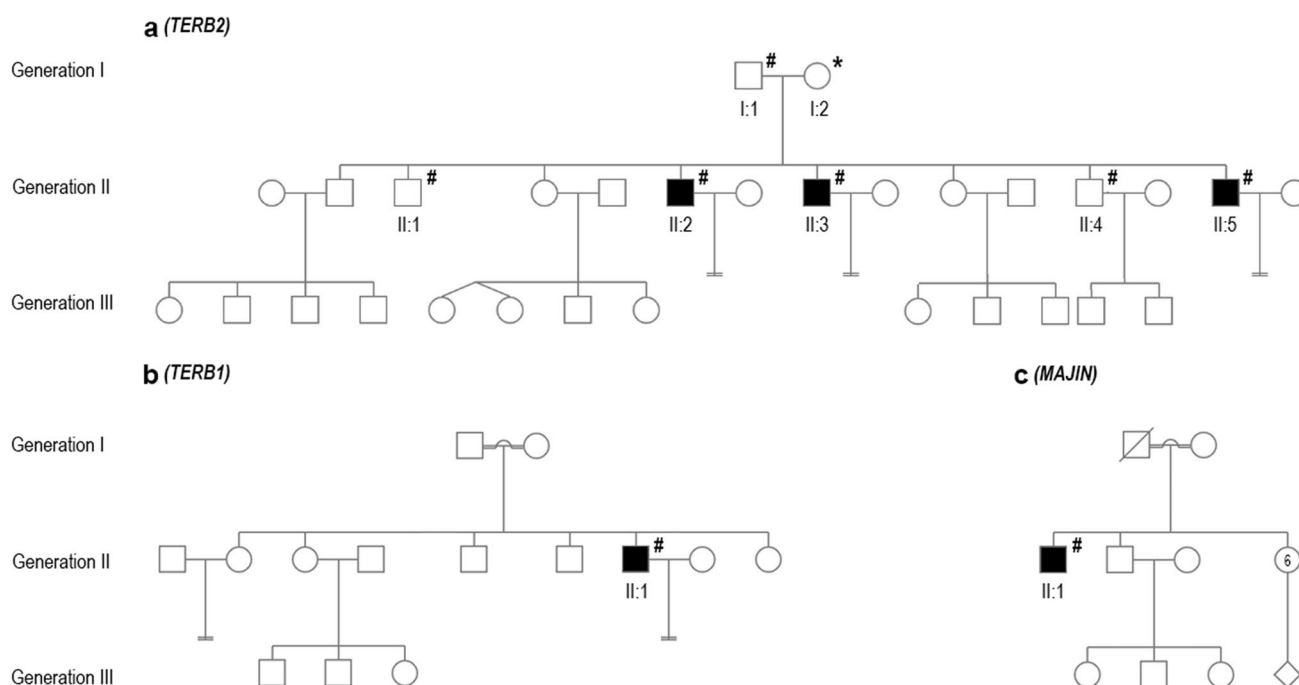 a (TERB2)
Generation I
# *
I:1 I:2
Generation II
# # # # #
II:1 II:2 II:3 II:4 II:5
Generation III
b (TERB1)
c (MAJIN)
Generation I
Generation II
# # 6
II:1 II:1
Generation III